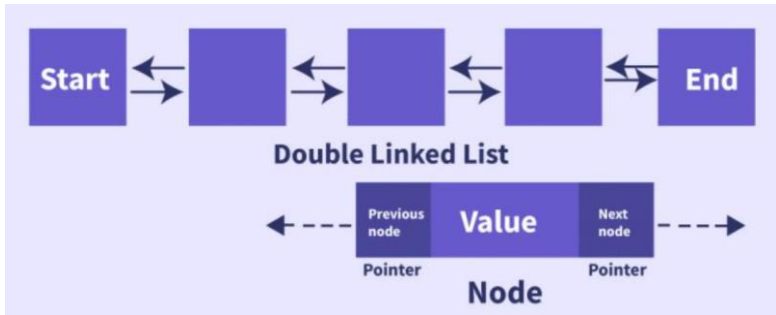 Start
End
Double Linked List
Previous
node
Value
Next
node
Pointer
Pointer
Node